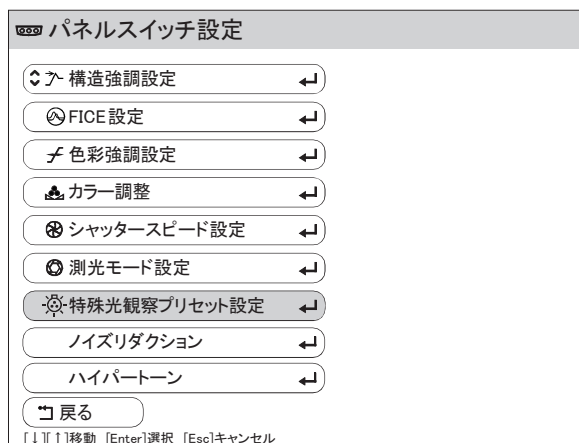 パネルスイッチ設定
構造強調設定
FICE設定
色彩強調設定
カラー調整
シャッタースピード設定
測光モード設定
特殊光観察プリセット設定
ノイズリダクション
ハイパートーン
戻る
[↓][↑]移動 [Enter]選択 [Esc]キャンセル